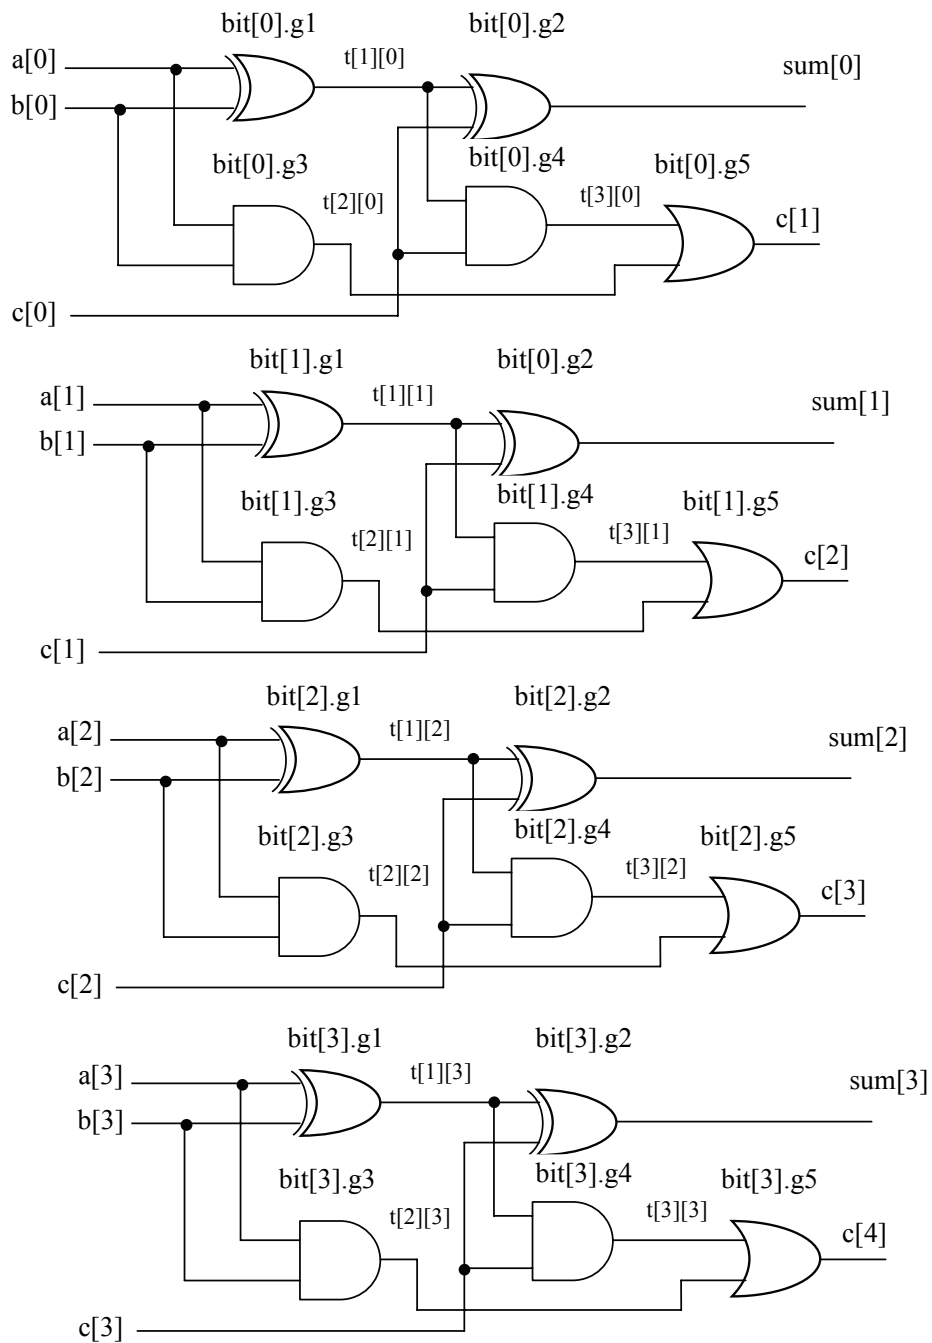 bit[0].g1
bit[0].g2
a[0]
t[1][0]
sum[0]
b[0]
bit[0].g3
bit[0].g4
bit[0].g5
t[2][0]
t[3][0]
c[1]
c[0]
bit[1].g1
bit[0].g2
a[1]
t[1][1]
sum[1]
b[1]
bit[1].g3
bit[1].g4
bit[1].g5
t[2][1]
t[3][1]
c[2]
c[1]
bit[2].g1
bit[2].g2
a[2]
t[1][2]
sum[2]
b[2]
bit[2].g3
bit[2].g4
bit[2].g5
t[2][2]
t[3][2]
c[3]
c[2]
bit[3].g1
bit[3].g2
a[3]
t[1][3]
sum[3]
b[3]
bit[3].g3
bit[3].g4
bit[3].g5
t[2][3]
t[3][3]
c[4]
c[3]